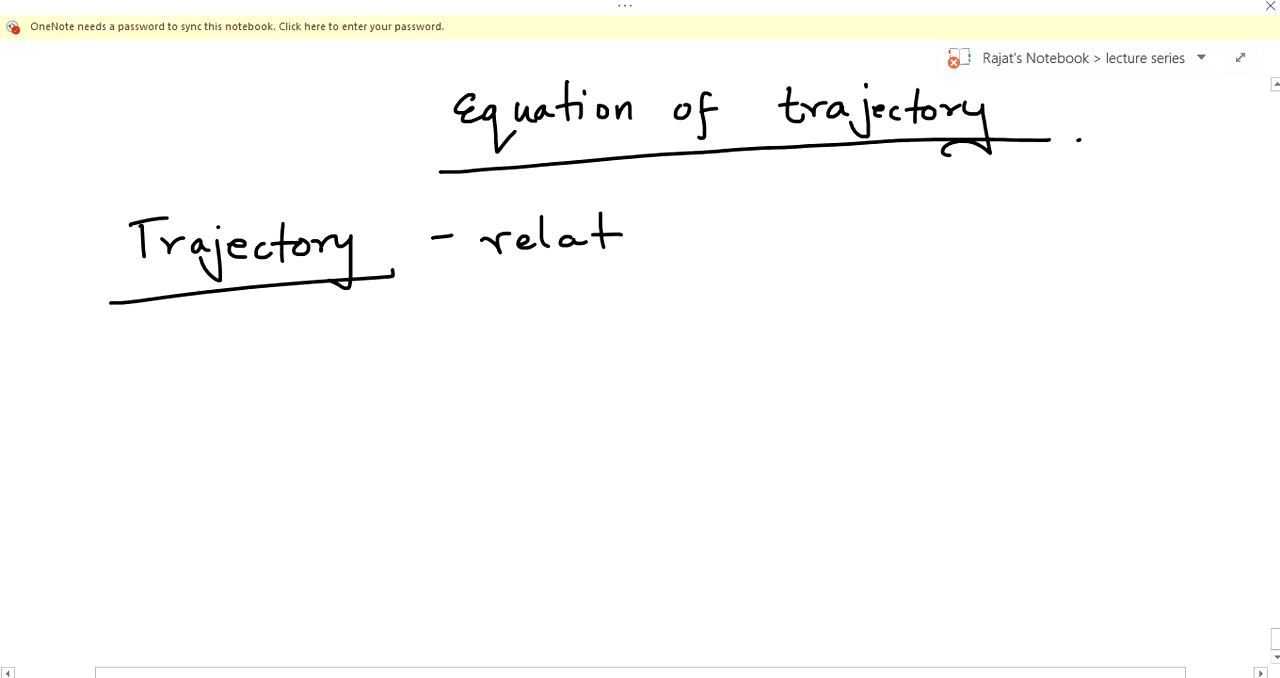 ...
OneNote needs a password to sync this notebook. Click here to enter your password.
Rajat's Notebook > lecture series
Equation of trajectory .
Trajectory - relat